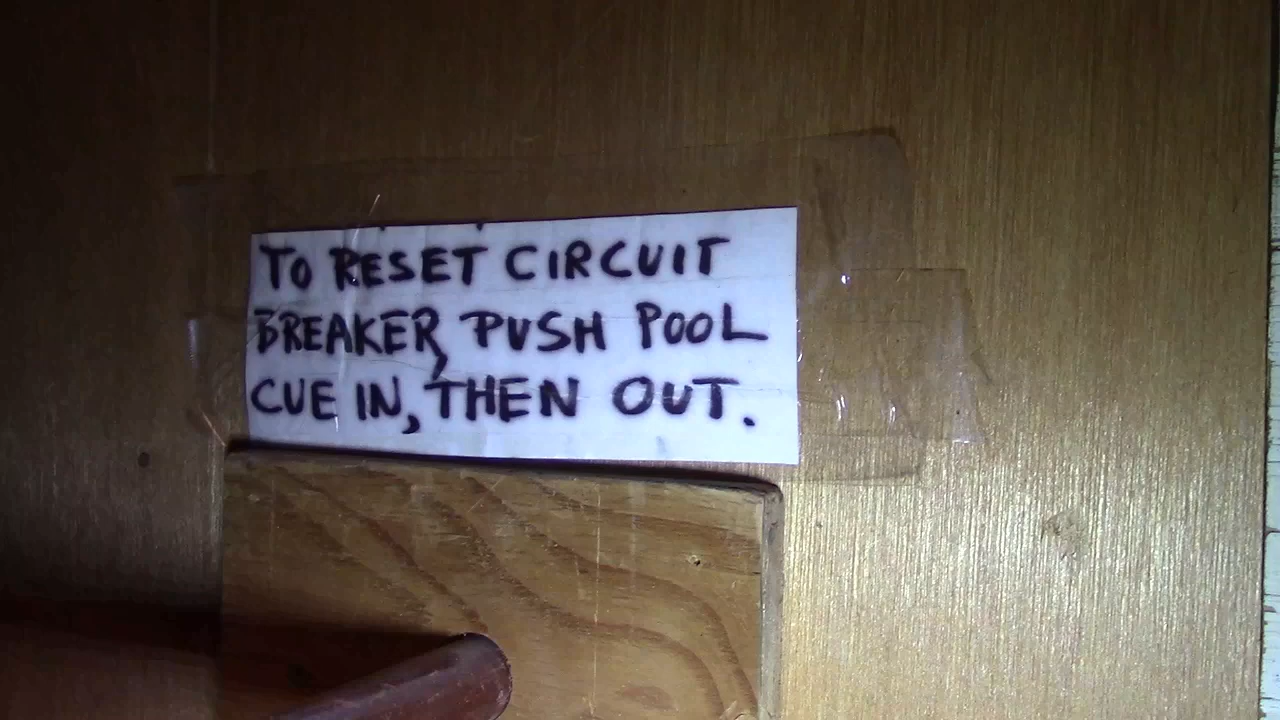 TO RESET CIRCUIT
BREAKER, PUSH POOL
CUE IN, THEN OUT.